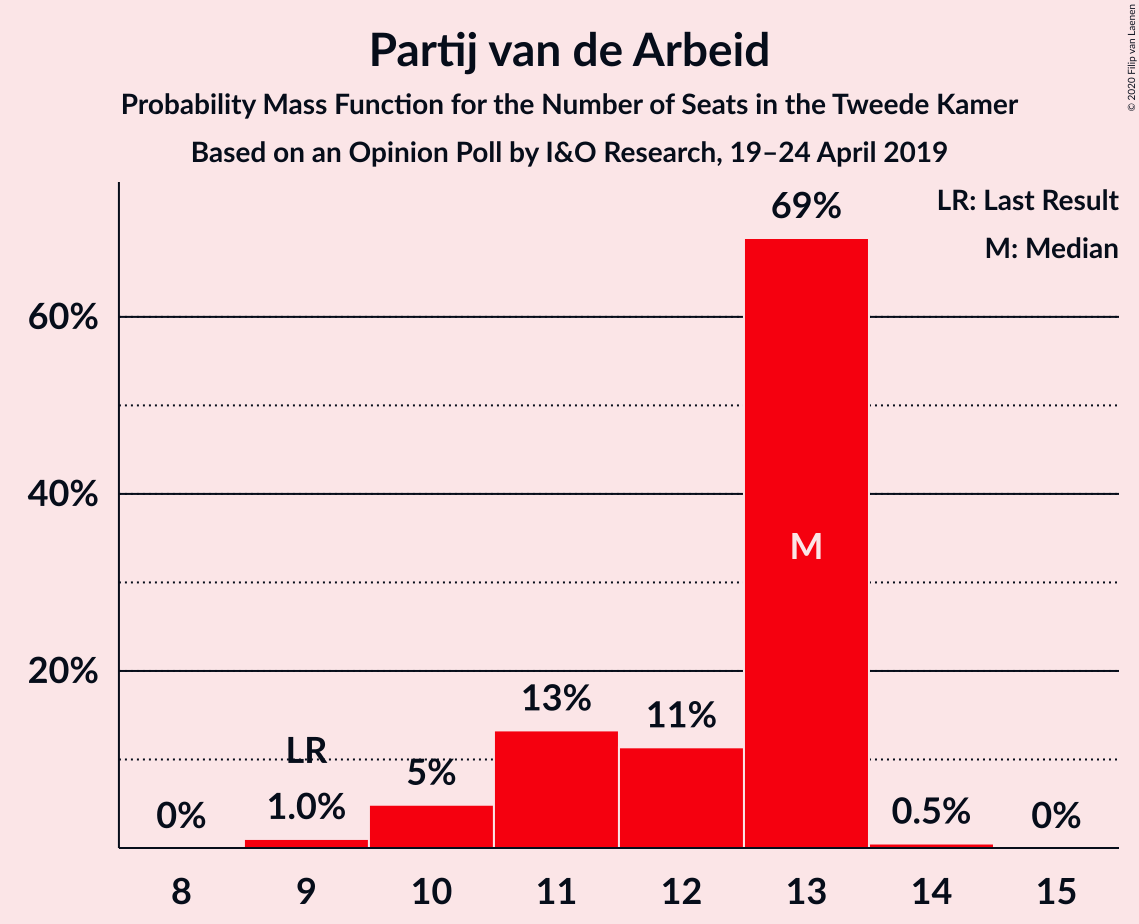 Partij van de Arbeid
Probability Mass Function for the Number of Seats in the Tweede Kamer
Based on an Opinion Poll by I&O Research, 19–24 April 2019
© 2020 Filip van Laenen
LR: Last Result
M: Median
69%
60%
40%
M
20%
13%
11%
LR
5%
0%
1.0%
0.5%
0%
8 9 10 11 12 13 14 15